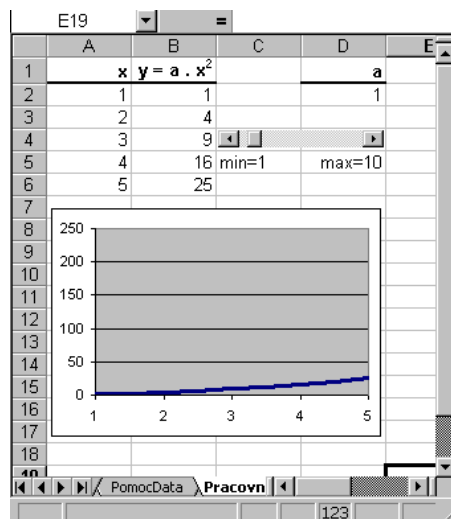 E19 =
A B C D E
1 x y = a . x² a
2 1 1 1
3 2 4
4 3 9
5 4 16 min=1 max=10
6 5 25
7
8
9
10
11
12
13
14
15
16
17
18
19
250
200
150
100
50
0
1 2 3 4 5
PomocData Pracovn
123